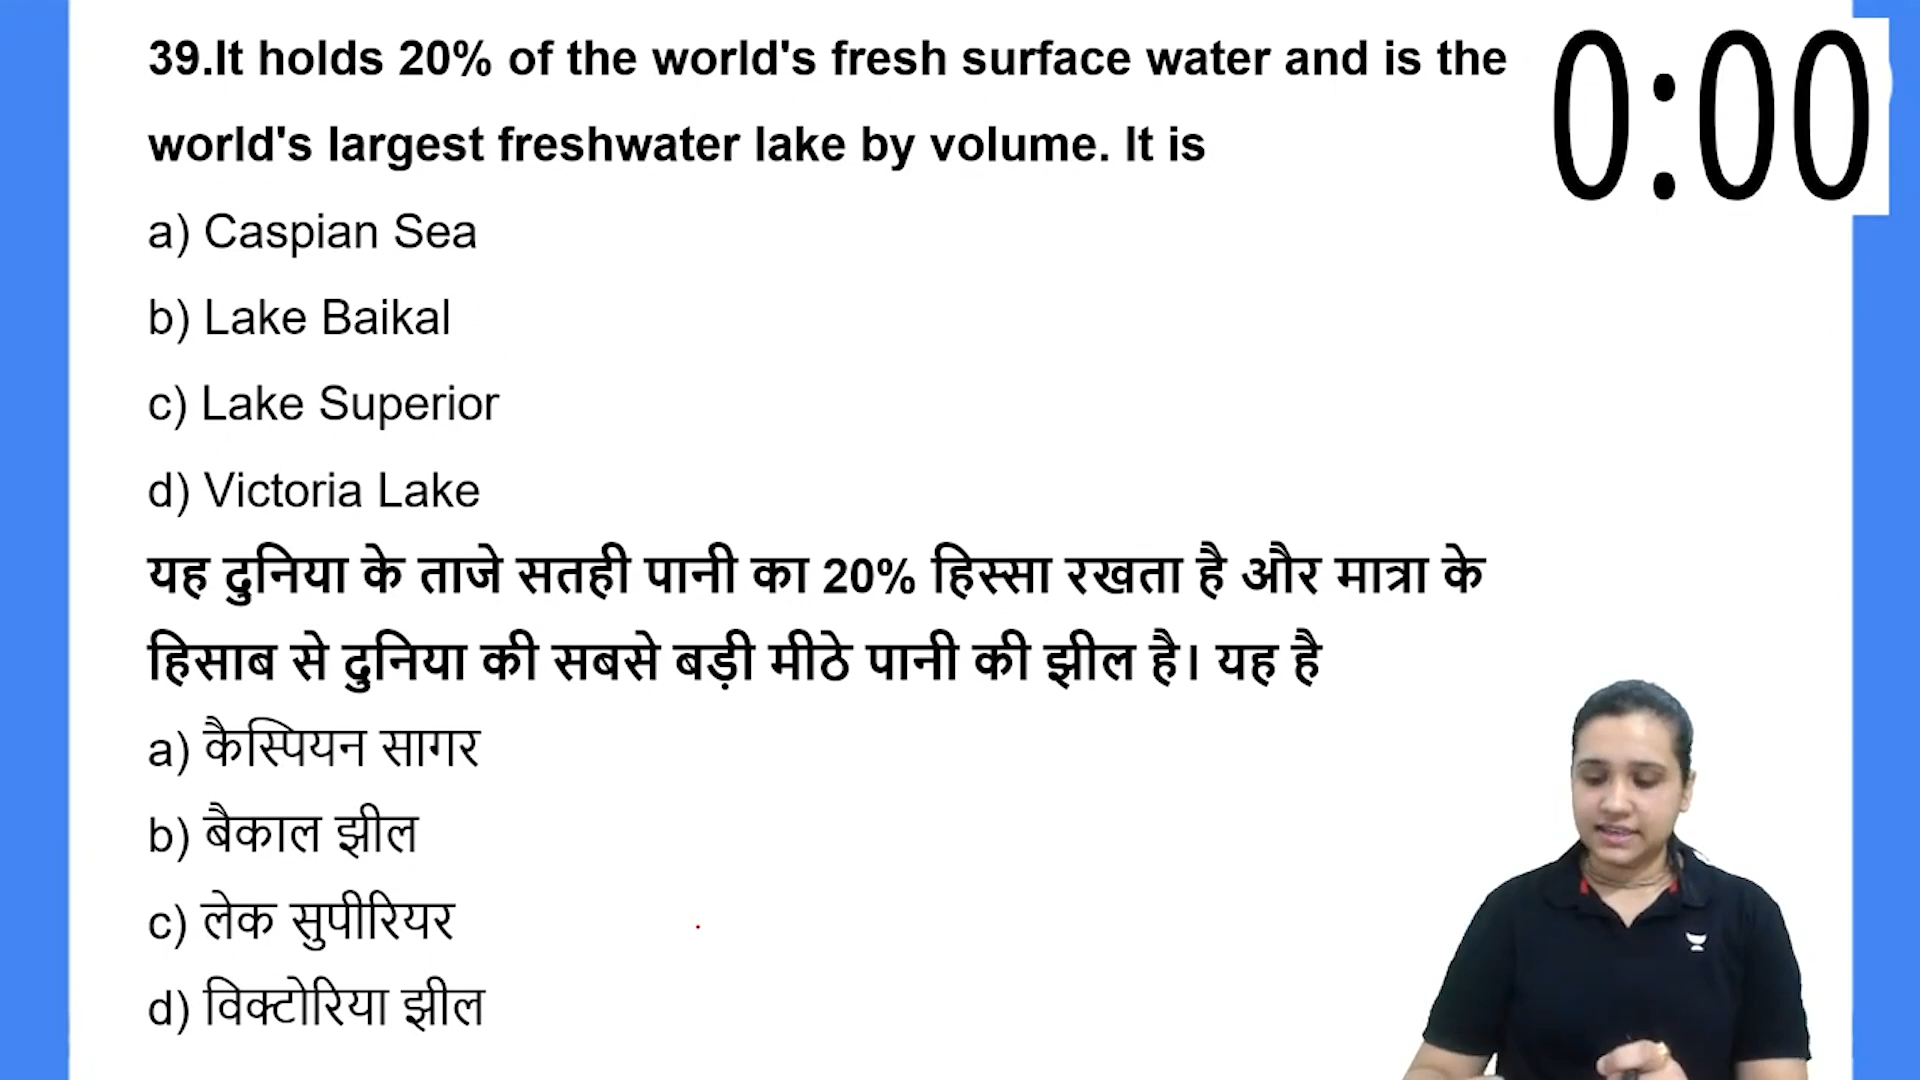 39.It holds 20% of the world's fresh surface water and is the
0:00
world's largest freshwater lake by volume. It is
a) Caspian Sea
b) Lake Baikal
c) Lake Superior
d) Victoria Lake
यह दुनिया के ताजे सतही पानी का 20% हिस्सा रखता है और मात्रा के
हिसाब से दुनिया की सबसे बड़ी मीठे पानी की झील है। यह है
a) कैस्पियन सागर
b) बैकाल झील
c) लेक सुपीरियर
d) विक्टोरिया झील